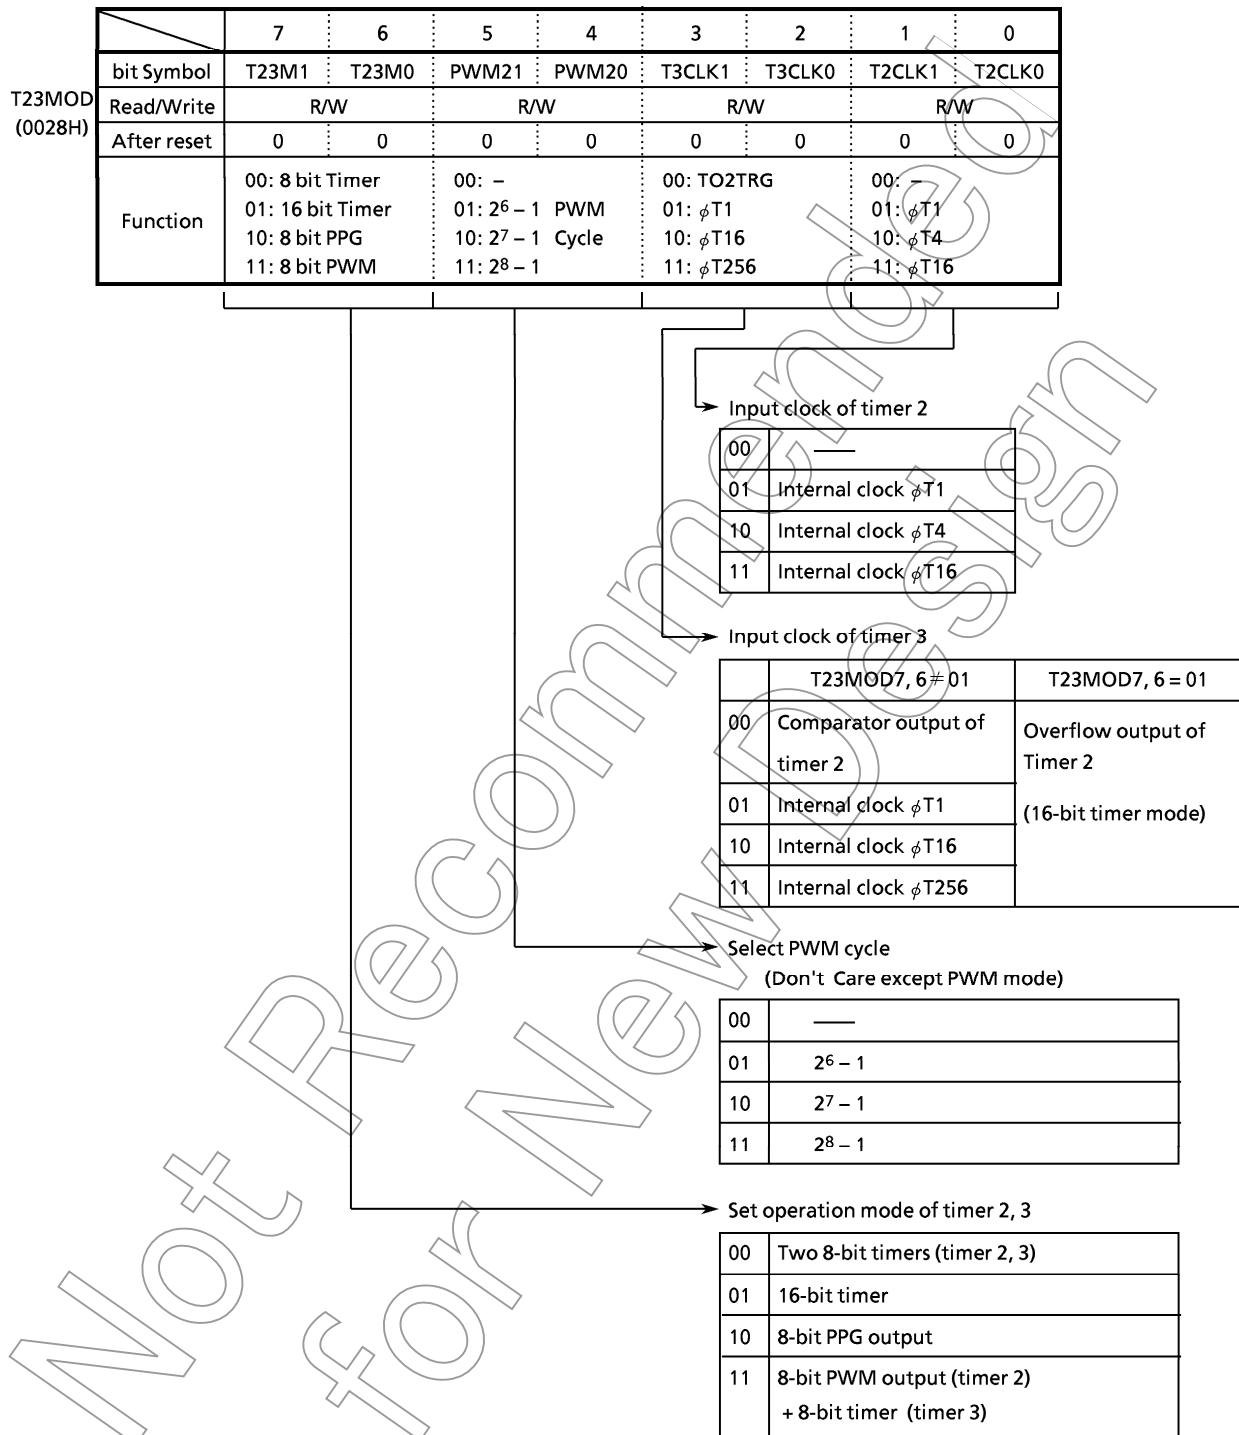 7 6 5 4 3 2 1 0
bit Symbol T23M1 T23M0 PWM21 PWM20 T3CLK1 T3CLK0 T2CLK1 T2CLK0
T23MOD
(0028H)
Read/Write R/W R/W R/W R/W
After reset 0 0 0 0 0 0 0 0
Function
00: 8 bit Timer 00: – 00: TO2TRG 00: –
01: 16 bit Timer 01: 2⁶ – 1 PWM 01: ϕT1 01: ϕT1
10: 8 bit PPG 10: 2⁷ – 1 Cycle 10: ϕT16 10: ϕT4
11: 8 bit PWM 11: 2⁸ – 1 11: ϕT256 11: ϕT16
Input clock of timer 2
00 ——
01 Internal clock ϕT1
10 Internal clock ϕT4
11 Internal clock ϕT16
Input clock of timer 3
T23MOD7, 6 ≠ 01 T23MOD7, 6 = 01
00 Comparator output of
timer 2
01 Internal clock ϕT1
10 Internal clock ϕT16
11 Internal clock ϕT256
Overflow output of
Timer 2
(16-bit timer mode)
Select PWM cycle
(Don't Care except PWM mode)
00 ——
01 2⁶ – 1
10 2⁷ – 1
11 2⁸ – 1
Set operation mode of timer 2, 3
00 Two 8-bit timers (timer 2, 3)
01 16-bit timer
10 8-bit PPG output
11 8-bit PWM output (timer 2)
+ 8-bit timer (timer 3)
Not Recommended
for New Design